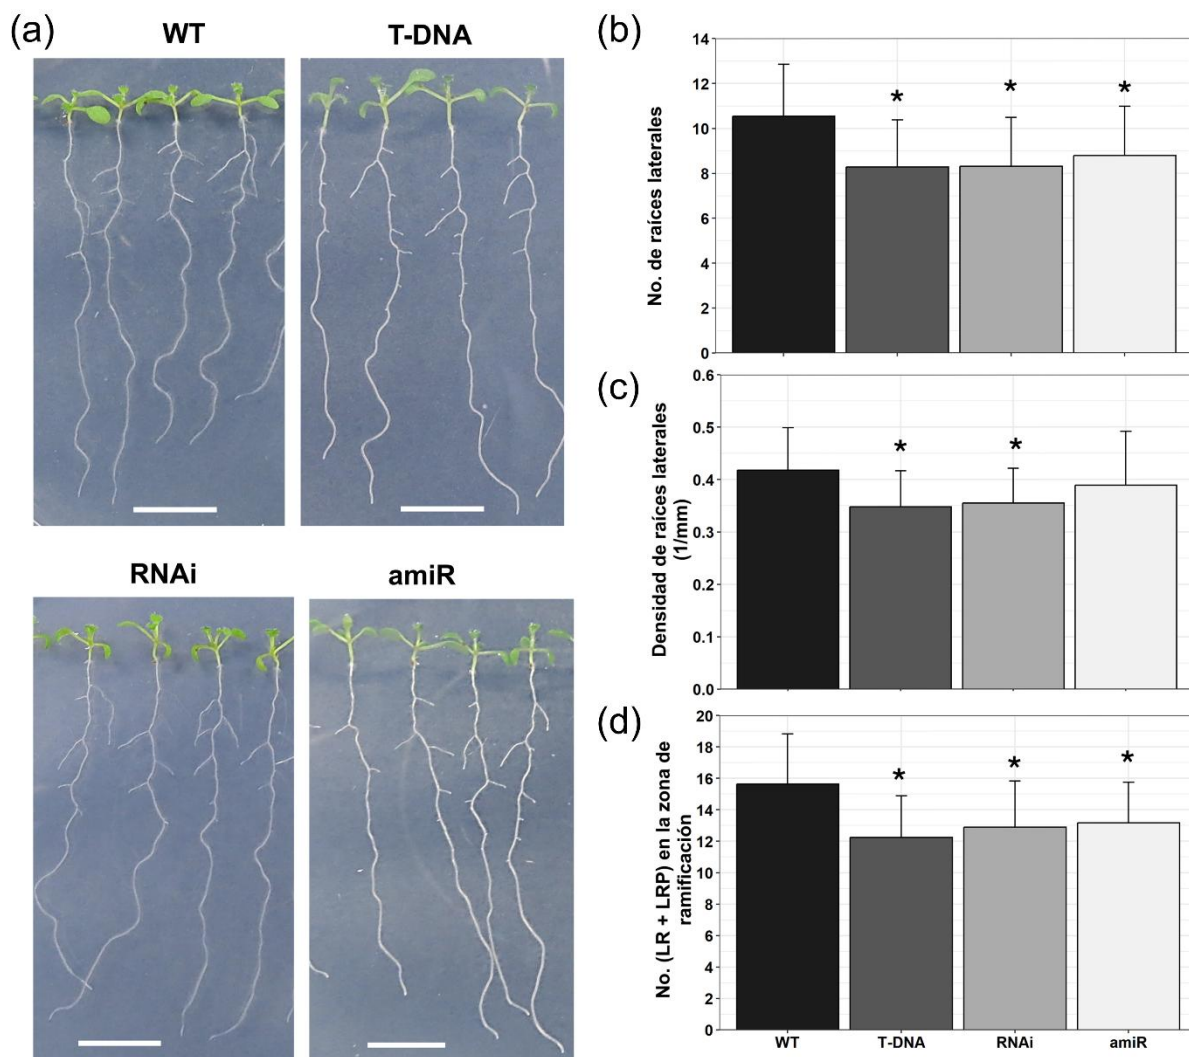 (a)
WT
T-DNA
RNAi
amiR
(b)
No. de raíces laterales
14
12
10
8
6
4
2
0
*
*
*
(c)
Densidad de raíces laterales
(1/mm)
0.6
0.5
0.4
0.3
0.2
0.1
0.0
*
*
(d)
No. (LR + LRP) en la zona de
ramificación
20
18
16
14
12
10
8
6
4
2
0
*
*
*
WT
T-DNA
RNAi
amiR